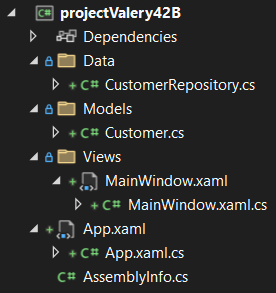 projectValery42B
Dependencies
Data
CustomerRepository.cs
Models
Customer.cs
Views
MainWindow.xaml
MainWindow.xaml.cs
App.xaml
App.xaml.cs
AssemblyInfo.cs